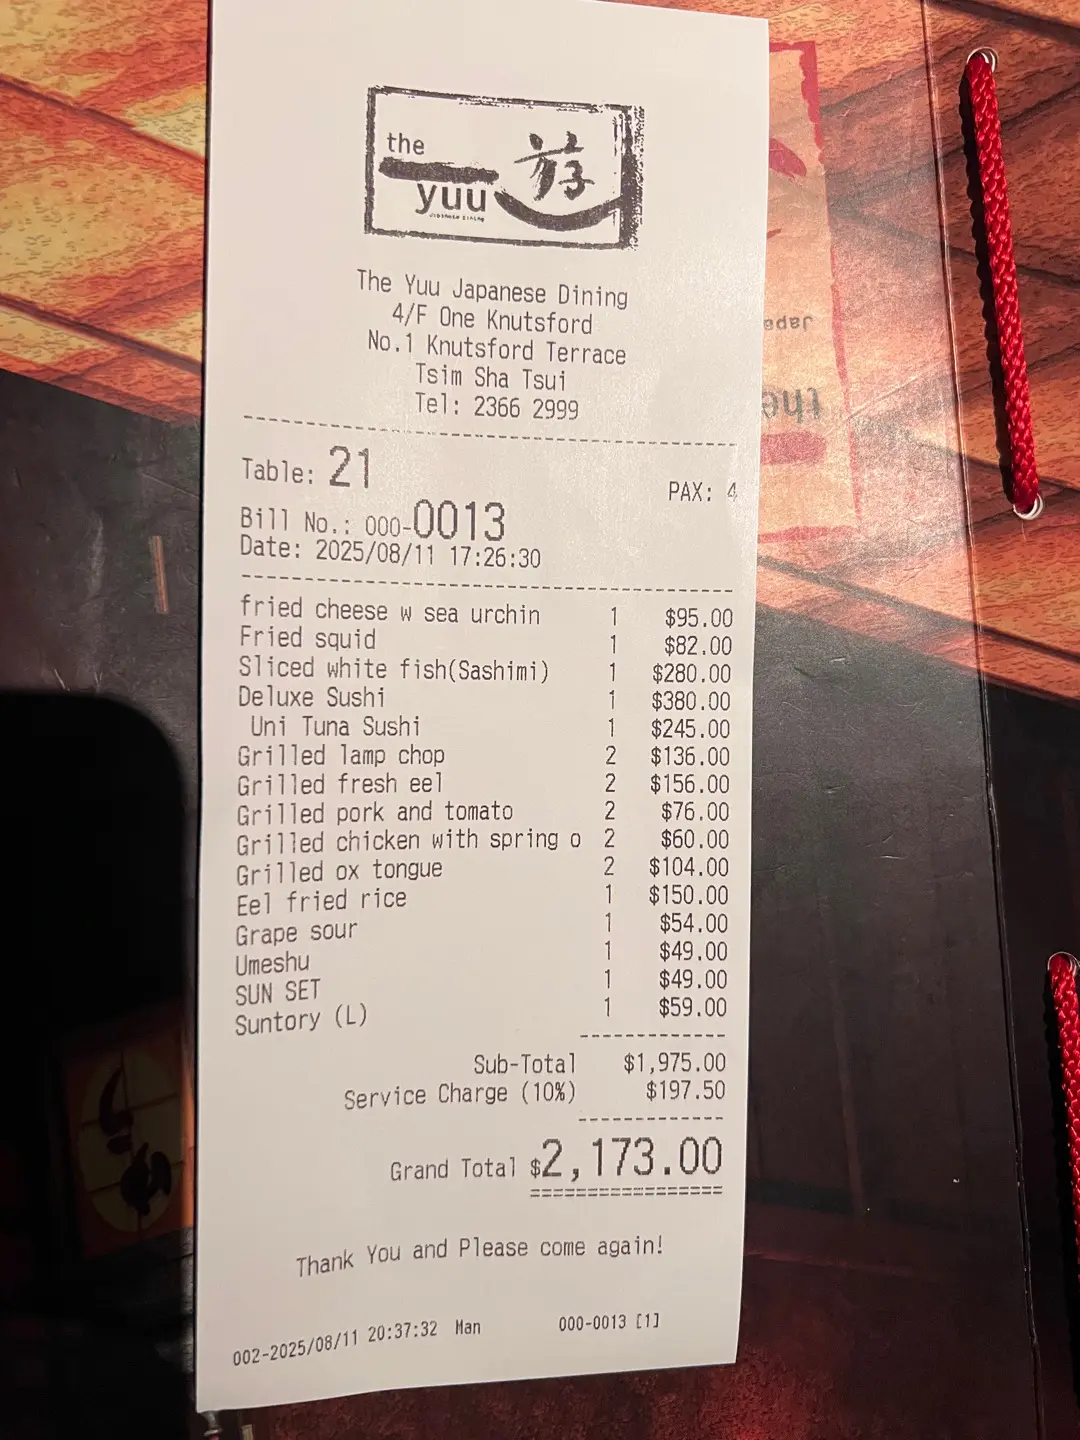 the
yuu
Japanese Dining
遊
The Yuu Japanese Dining
4/F One Knutsford
No.1 Knutsford Terrace
Tsim Sha Tsui
Tel: 2366 2999
Table: 21
PAX: 4
Bill No.: 000-0013
Date: 2025/08/11 17:26:30
fried cheese w sea urchin 1 $95.00
Fried squid 1 $82.00
Sliced white fish(Sashimi) 1 $280.00
Deluxe Sushi 1 $380.00
Uni Tuna Sushi 1 $245.00
Grilled lamp chop 2 $136.00
Grilled fresh eel 2 $156.00
Grilled pork and tomato 2 $76.00
Grilled chicken with spring o 2 $60.00
Grilled ox tongue 2 $104.00
Eel fried rice 1 $150.00
Grape sour 1 $54.00
Umeshu 1 $49.00
SUN SET 1 $49.00
Suntory (L) 1 $59.00
Sub-Total $1,975.00
Service Charge (10%) $197.50
Grand Total $2,173.00
Thank You and Please come again!
002-2025/08/11 20:37:32 Man 000-0013 [1]
the
Japa